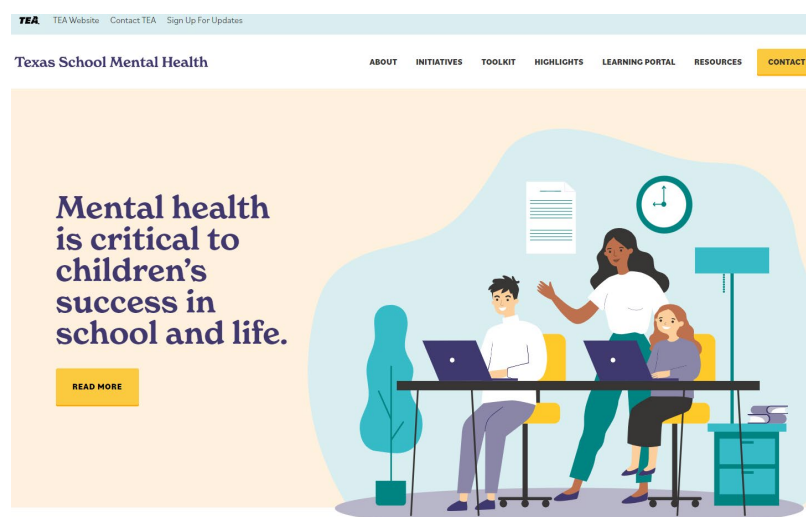 TEA TEA Website Contact TEA Sign Up For Updates
Texas School Mental Health ABOUT INITIATIVES TOOLKIT HIGHLIGHTS LEARNING PORTAL RESOURCES CONTACT
Mental health
is critical to
children's
success in
school and life.
READ MORE